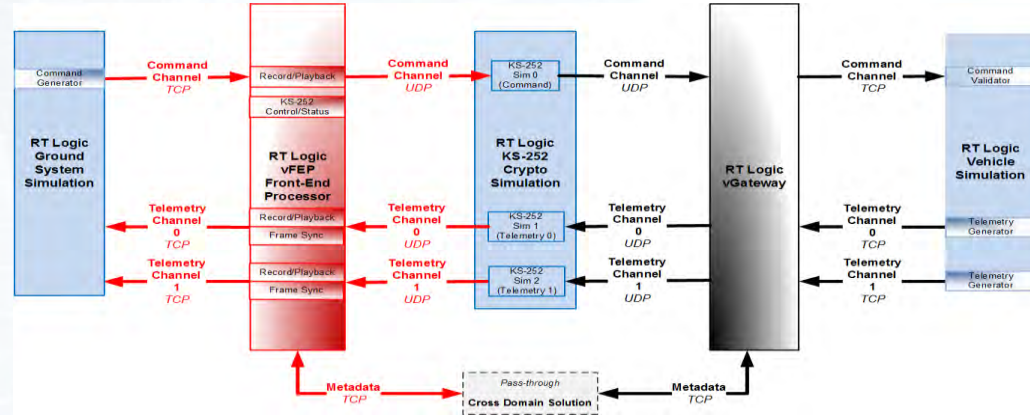 Command
Generator
RT Logic
Ground
System
Simulation
Command
Channel
TCP
Record/Playback
KS-252
Control/Status
RT Logic
vFEP
Front-End
Processor
Record/Playback
Frame Sync
Record/Playback
Frame Sync
Command
Channel
UDP
KS-252
Sim 0
(Command)
RT Logic
KS-252
Crypto
Simulation
KS-252
Sim 1
(Telemetry 0)
KS-252
Sim 2
(Telemetry 1)
Command
Channel
UDP
RT Logic
vGateway
Command
Channel
TCP
Command
Validator
RT Logic
Vehicle
Simulation
Telemetry
Generator
Telemetry
Generator
Telemetry
Channel
0
TCP
Telemetry
Channel
0
UDP
Telemetry
Channel
0
UDP
Telemetry
Channel
0
TCP
Telemetry
Channel
1
TCP
Telemetry
Channel
1
UDP
Telemetry
Channel
1
UDP
Telemetry
Channel
1
TCP
Metadata
TCP
Pass-through
Cross Domain Solution
Metadata
TCP